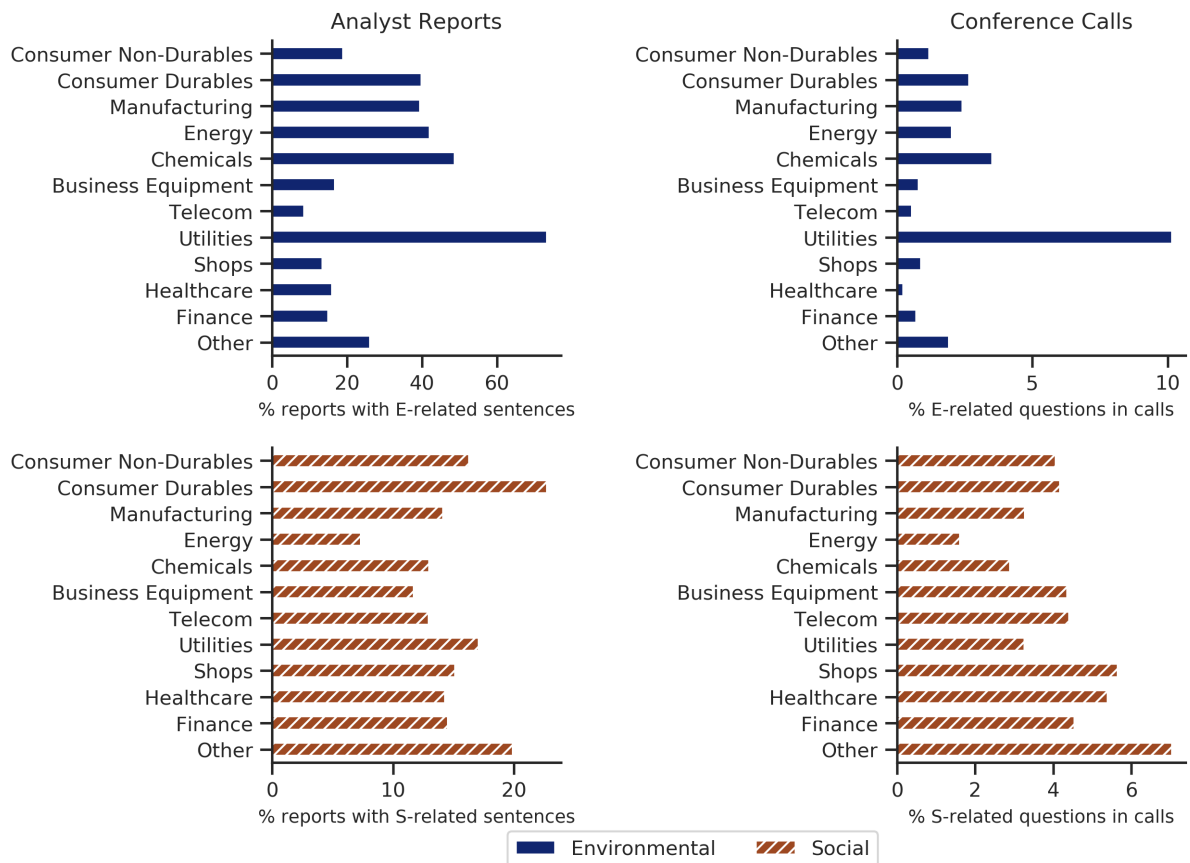 Analyst Reports
Consumer Non-Durables
Consumer Durables
Manufacturing
Energy
Chemicals
Business Equipment
Telecom
Utilities
Shops
Healthcare
Finance
Other
0 20 40 60
% reports with E-related sentences
Conference Calls
Consumer Non-Durables
Consumer Durables
Manufacturing
Energy
Chemicals
Business Equipment
Telecom
Utilities
Shops
Healthcare
Finance
Other
0 5 10
% E-related questions in calls
Consumer Non-Durables
Consumer Durables
Manufacturing
Energy
Chemicals
Business Equipment
Telecom
Utilities
Shops
Healthcare
Finance
Other
0 10 20
% reports with S-related sentences
Consumer Non-Durables
Consumer Durables
Manufacturing
Energy
Chemicals
Business Equipment
Telecom
Utilities
Shops
Healthcare
Finance
Other
0 2 4 6
% S-related questions in calls
Environmental Social